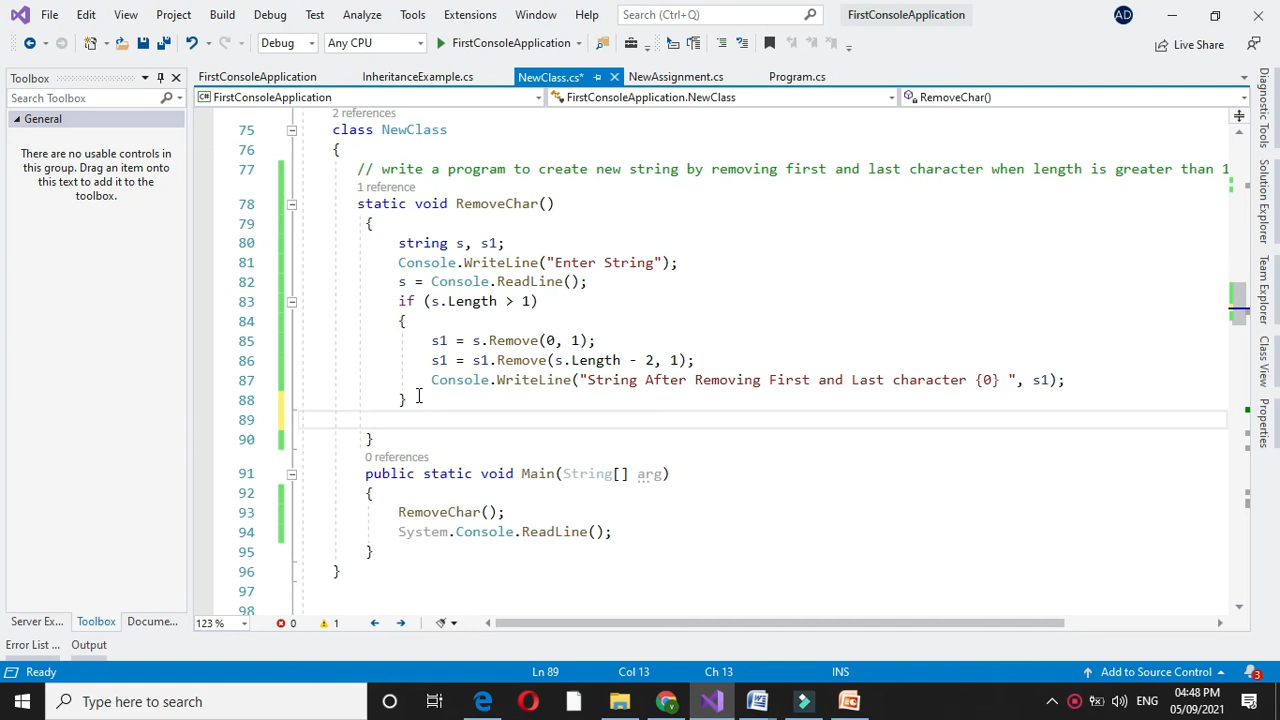 File Edit View Project Build Debug Test Analyze Tools Extensions Window Help Search (Ctrl+Q) FirstConsoleApplication AD
Debug Any CPU FirstConsoleApplication Live Share
Toolbox
Search Toolbox
General
There are no usable controls in
this group. Drag an item onto
this text to add it to the
toolbox.
FirstConsoleApplication InheritanceExample.cs NewClass.cs* NewAssignment.cs Program.cs
FirstConsoleApplication FirstConsoleApplication.NewClass RemoveChar()
2 references
75 class NewClass
76 {
77 // write a program to create new string by removing first and last character when length is greater than 1
1 reference
78 static void RemoveChar()
79 {
80 string s, s1;
81 Console.WriteLine("Enter String");
82 s = Console.ReadLine();
83 if (s.Length > 1)
84 {
85 s1 = s.Remove(0, 1);
86 s1 = s1.Remove(s.Length - 2, 1);
87 Console.WriteLine("String After Removing First and Last character {0} ", s1);
88 }
89
90 }
0 references
91 public static void Main(String[] arg)
92 {
93 RemoveChar();
94 System.Console.ReadLine();
95 }
96 }
97
98
Diagnostic Tools
Solution Explorer
Team Explorer
Class View
Properties
Server Ex... Toolbox Docume...
123 % 0 1
Error List ... Output
Ready Ln 89 Col 13 Ch 13 INS Add to Source Control 3
Type here to search
ENG
04:48 PM
05/09/2021